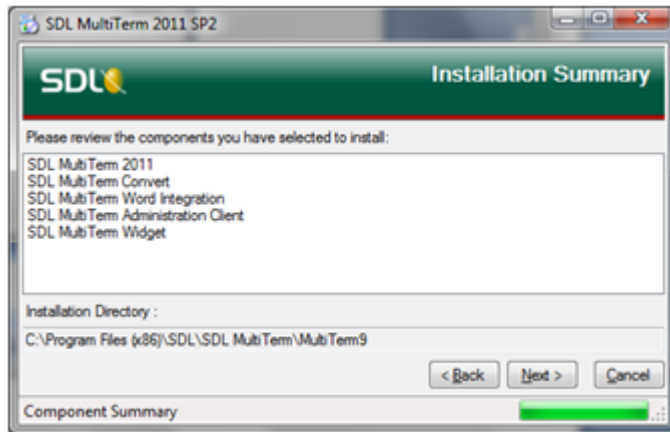 SDL MultiTerm 2011 SP2
SDL
Installation Summary
Please review the components you have selected to install:
SDL MultiTerm 2011
SDL MultiTerm Convert
SDL MultiTerm Word Integration
SDL MultiTerm Administration Client
SDL MultiTerm Widget
Installation Directory :
C:\Program Files (x86)\SDL\SDL MultiTerm\MultiTerm9
< Back Next > Cancel
Component Summary